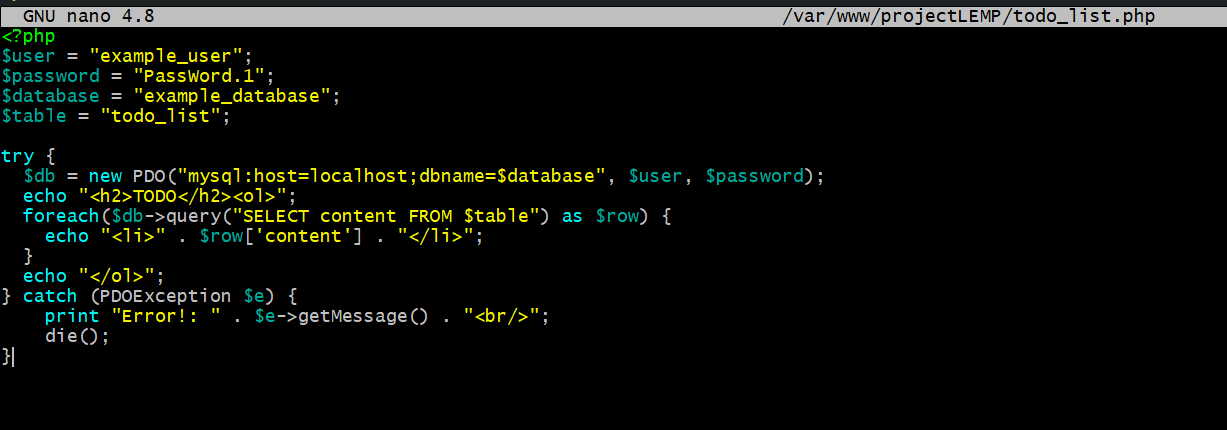 GNU nano 4.8 /var/www/projectLEMP/todo_list.php
<?php
$user = "example_user";
$password = "PassWord.1";
$database = "example_database";
$table = "todo_list";

try {
  $db = new PDO("mysql:host=localhost;dbname=$database", $user, $password);
  echo "<h2>TODO</h2><ol>";
  foreach($db->query("SELECT content FROM $table") as $row) {
    echo "<li>" . $row['content'] . "</li>";
  }
  echo "</ol>";
} catch (PDOException $e) {
    print "Error!: " . $e->getMessage() . "<br/>";
    die();
}